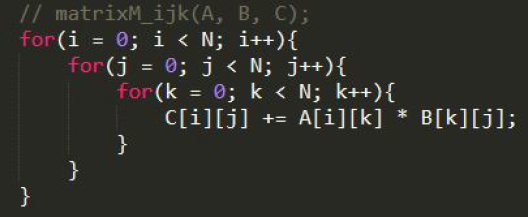 // matrixM_ijk(A, B, C);
for(i = 0; i < N; i++){
    for(j = 0; j < N; j++){
        for(k = 0; k < N; k++){
            C[i][j] += A[i][k] * B[k][j];
        }
    }
}